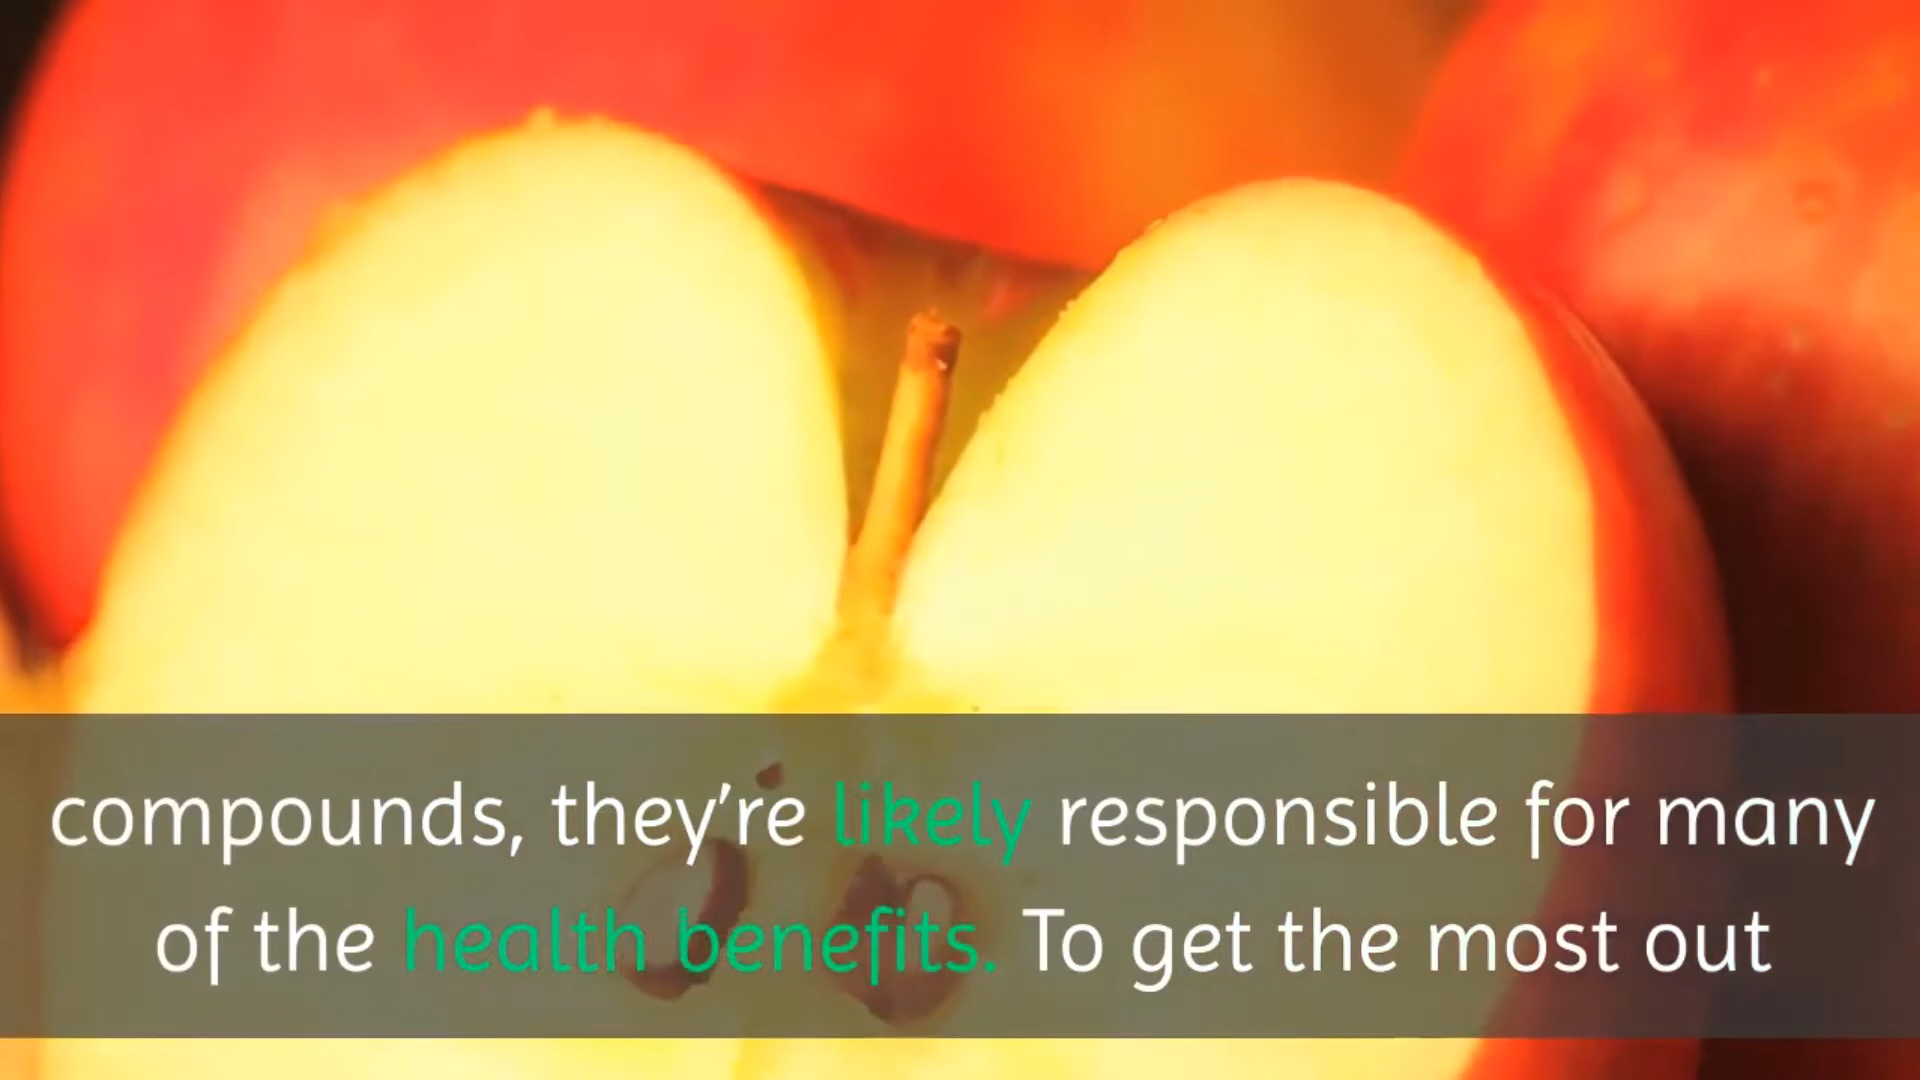 compounds, they’re likely responsible for many
of the health benefits. To get the most out